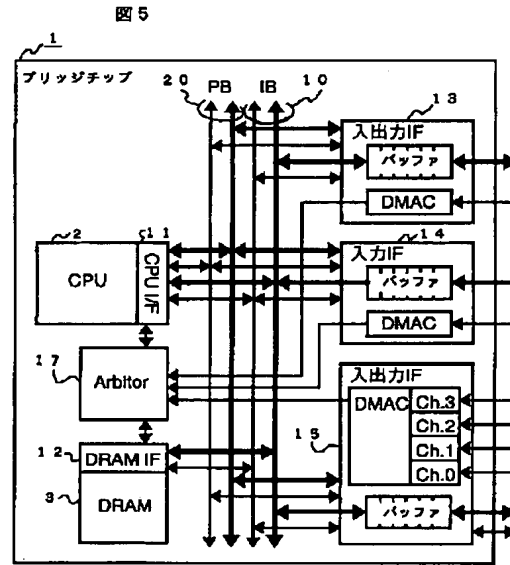 図5
1
ブリッジチップ
20 PB IB 10
13
入出力IF
バッファ
DMAC
2 11
CPU
CPU I/F
14
入力IF
バッファ
DMAC
17
Arbitor
入出力IF
15
DMAC
Ch.3
Ch.2
Ch.1
Ch.0
バッファ
12
DRAM IF
3
DRAM